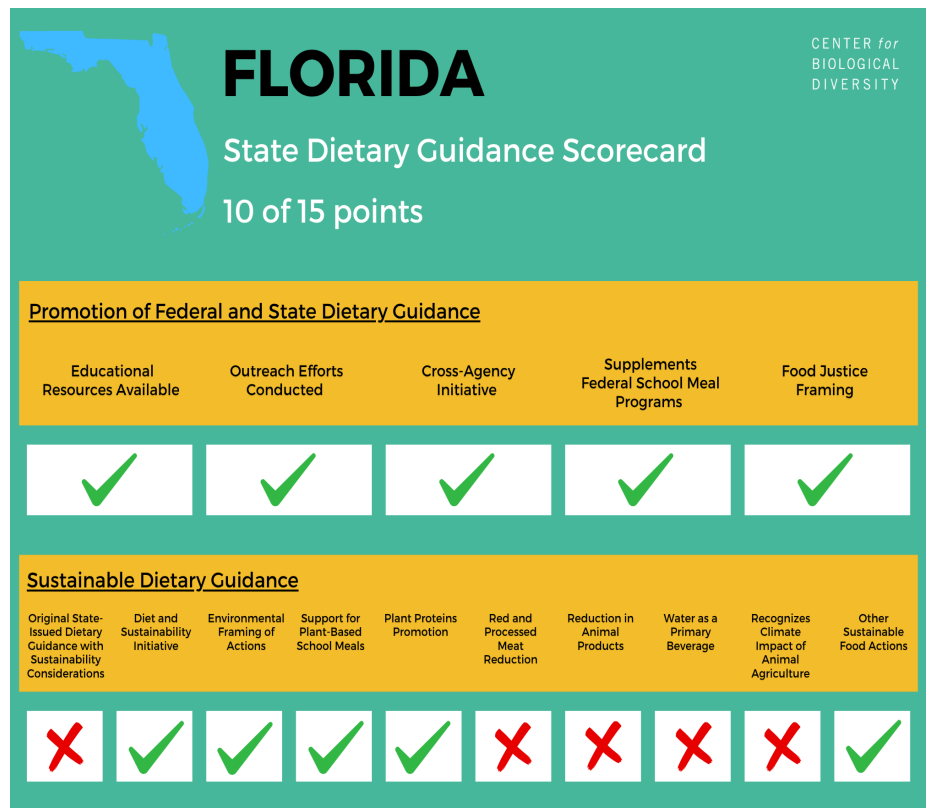 FLORIDA
CENTER for
BIOLOGICAL
DIVERSITY
State Dietary Guidance Scorecard
10 of 15 points
Promotion of Federal and State Dietary Guidance
Educational
Resources Available
Outreach Efforts
Conducted
Cross-Agency
Initiative
Supplements
Federal School Meal
Programs
Food Justice
Framing
Sustainable Dietary Guidance
Original State-
Issued Dietary
Guidance with
Sustainability
Considerations
Diet and
Sustainability
Initiative
Environmental
Framing of
Actions
Support for
Plant-Based
School Meals
Plant Proteins
Promotion
Red and
Processed
Meat
Reduction
Reduction in
Animal
Products
Water as a
Primary
Beverage
Recognizes
Climate
Impact of
Animal
Agriculture
Other
Sustainable
Food Actions